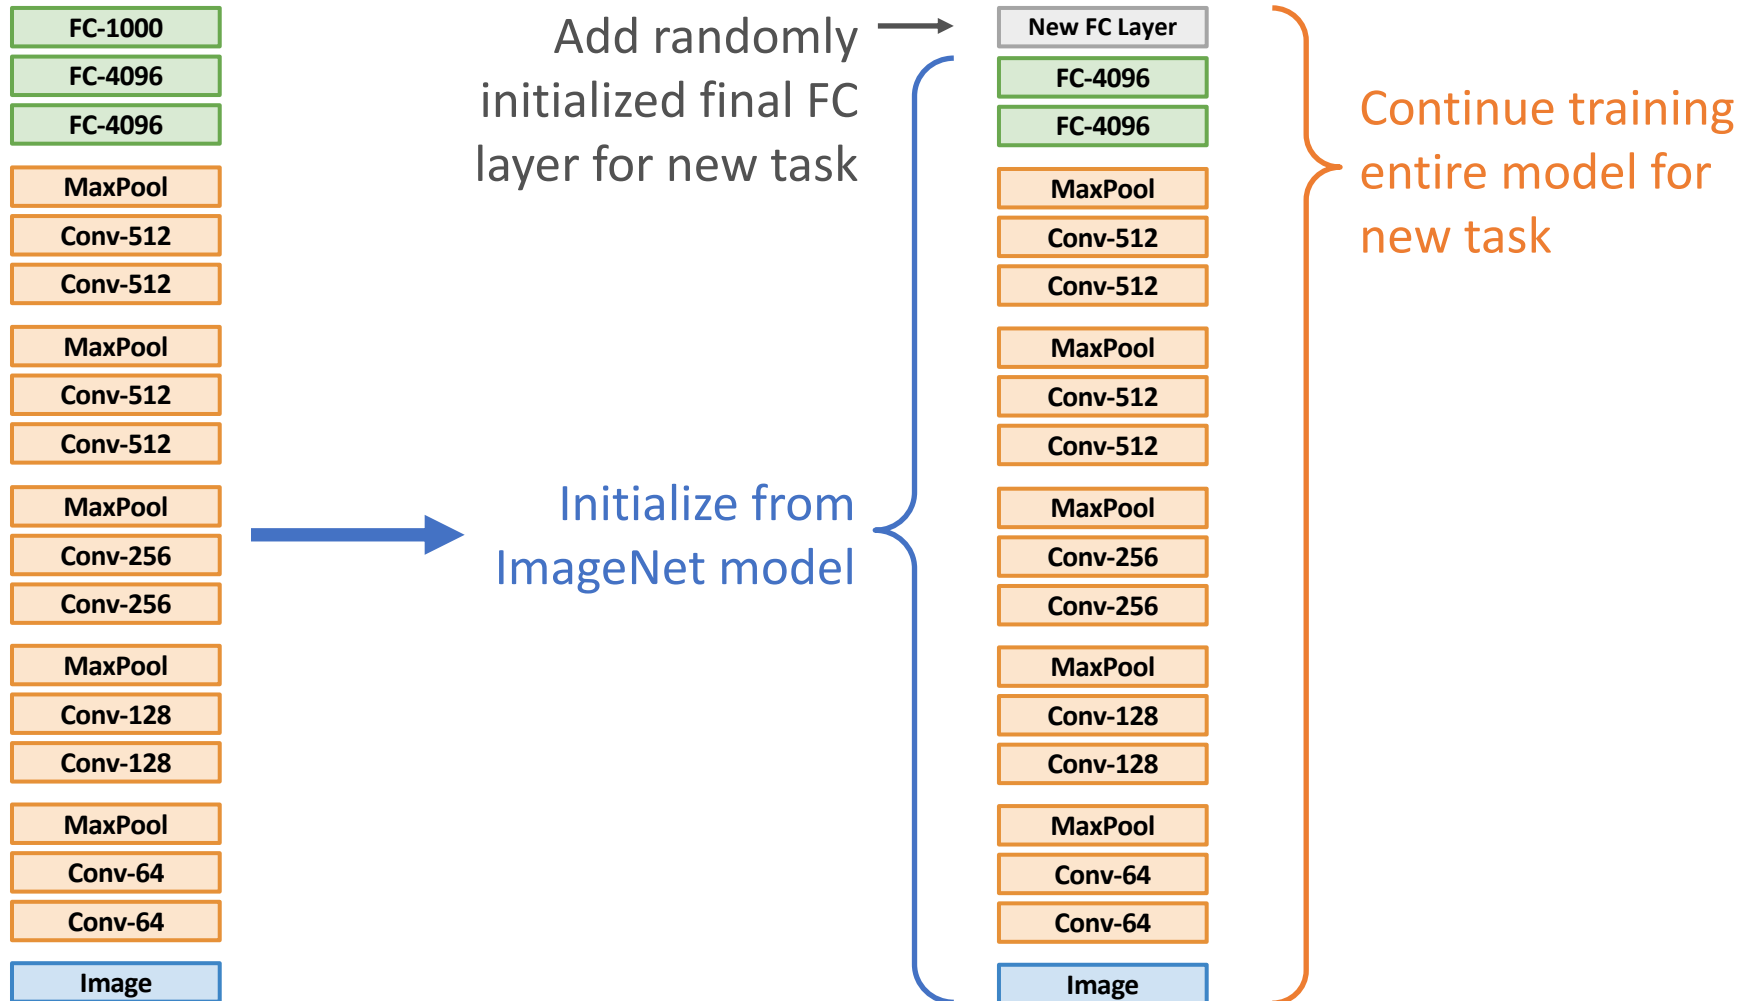 FC-1000
FC-4096
FC-4096
MaxPool
Conv-512
Conv-512
MaxPool
Conv-512
Conv-512
MaxPool
Conv-256
Conv-256
MaxPool
Conv-128
Conv-128
MaxPool
Conv-64
Conv-64
Image
Add randomly
initialized final FC
layer for new task
Initialize from
ImageNet model
New FC Layer
FC-4096
FC-4096
MaxPool
Conv-512
Conv-512
MaxPool
Conv-512
Conv-512
MaxPool
Conv-256
Conv-256
MaxPool
Conv-128
Conv-128
MaxPool
Conv-64
Conv-64
Image
Continue training
entire model for
new task